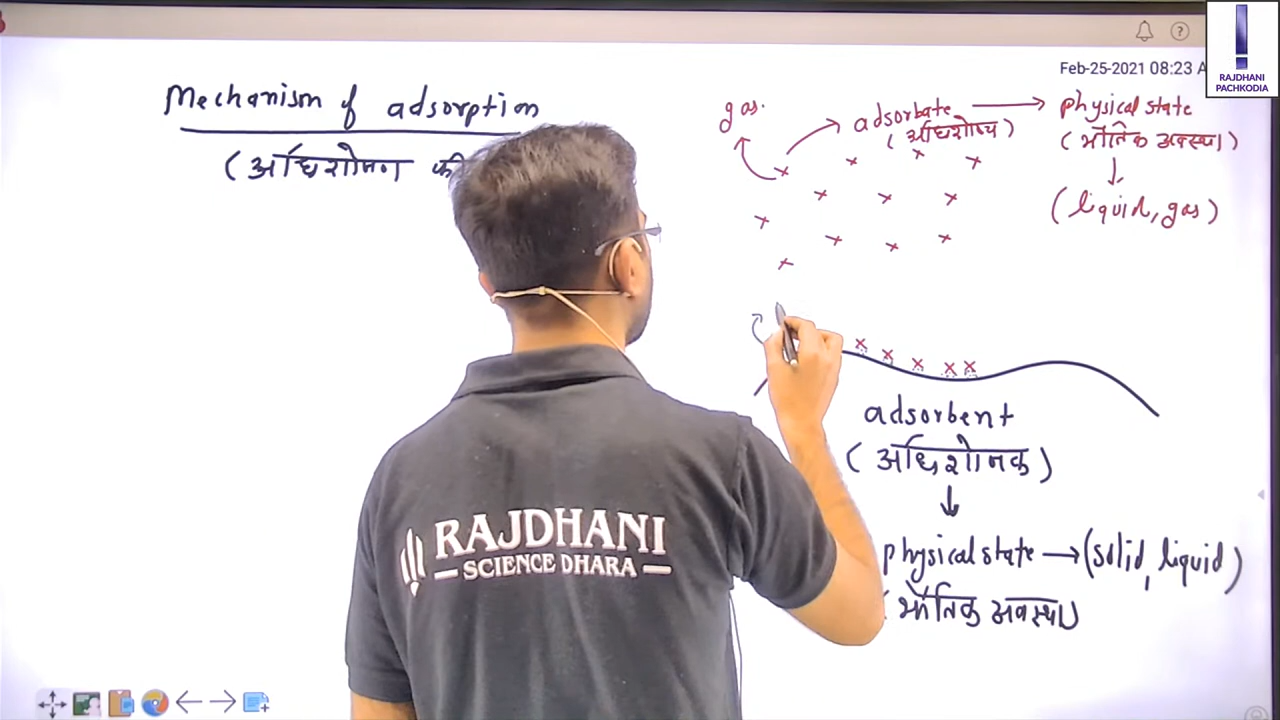 Feb-25-2021 08:23 A
RAJDHANI
PACHKODIA
Mechanism of adsorption
(अधिशोषण की
gas.
adsorbate → physical state
(अधिशोष्य)
(भौतिक अवस्था)
↓
(liquid, gas)
adsorbent
(अधिशोषक)
↓
physical state → (solid, liquid)
(भौतिक अवस्था
RAJDHANI
SCIENCE DHARA